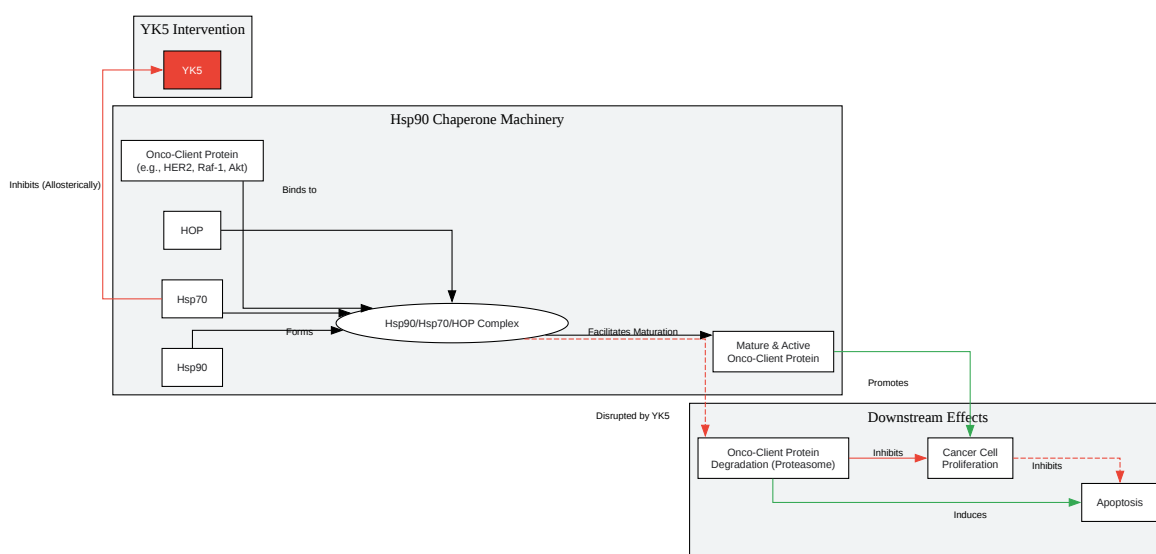 YK5 Intervention
YK5
Hsp90 Chaperone Machinery
Onco-Client Protein
(e.g., HER2, Raf-1, Akt)
Inhibits (Allosterically)
Binds to
HOP
Hsp70
Forms
Hsp90/Hsp70/HOP Complex
Facilitates Maturation
Hsp90
Mature & Active
Onco-Client Protein
Promotes
Disrupted by YK5
Downstream Effects
Onco-Client Protein
Degradation (Proteasome)
Inhibits
Cancer Cell
Proliferation
Inhibits
Apoptosis
Induces